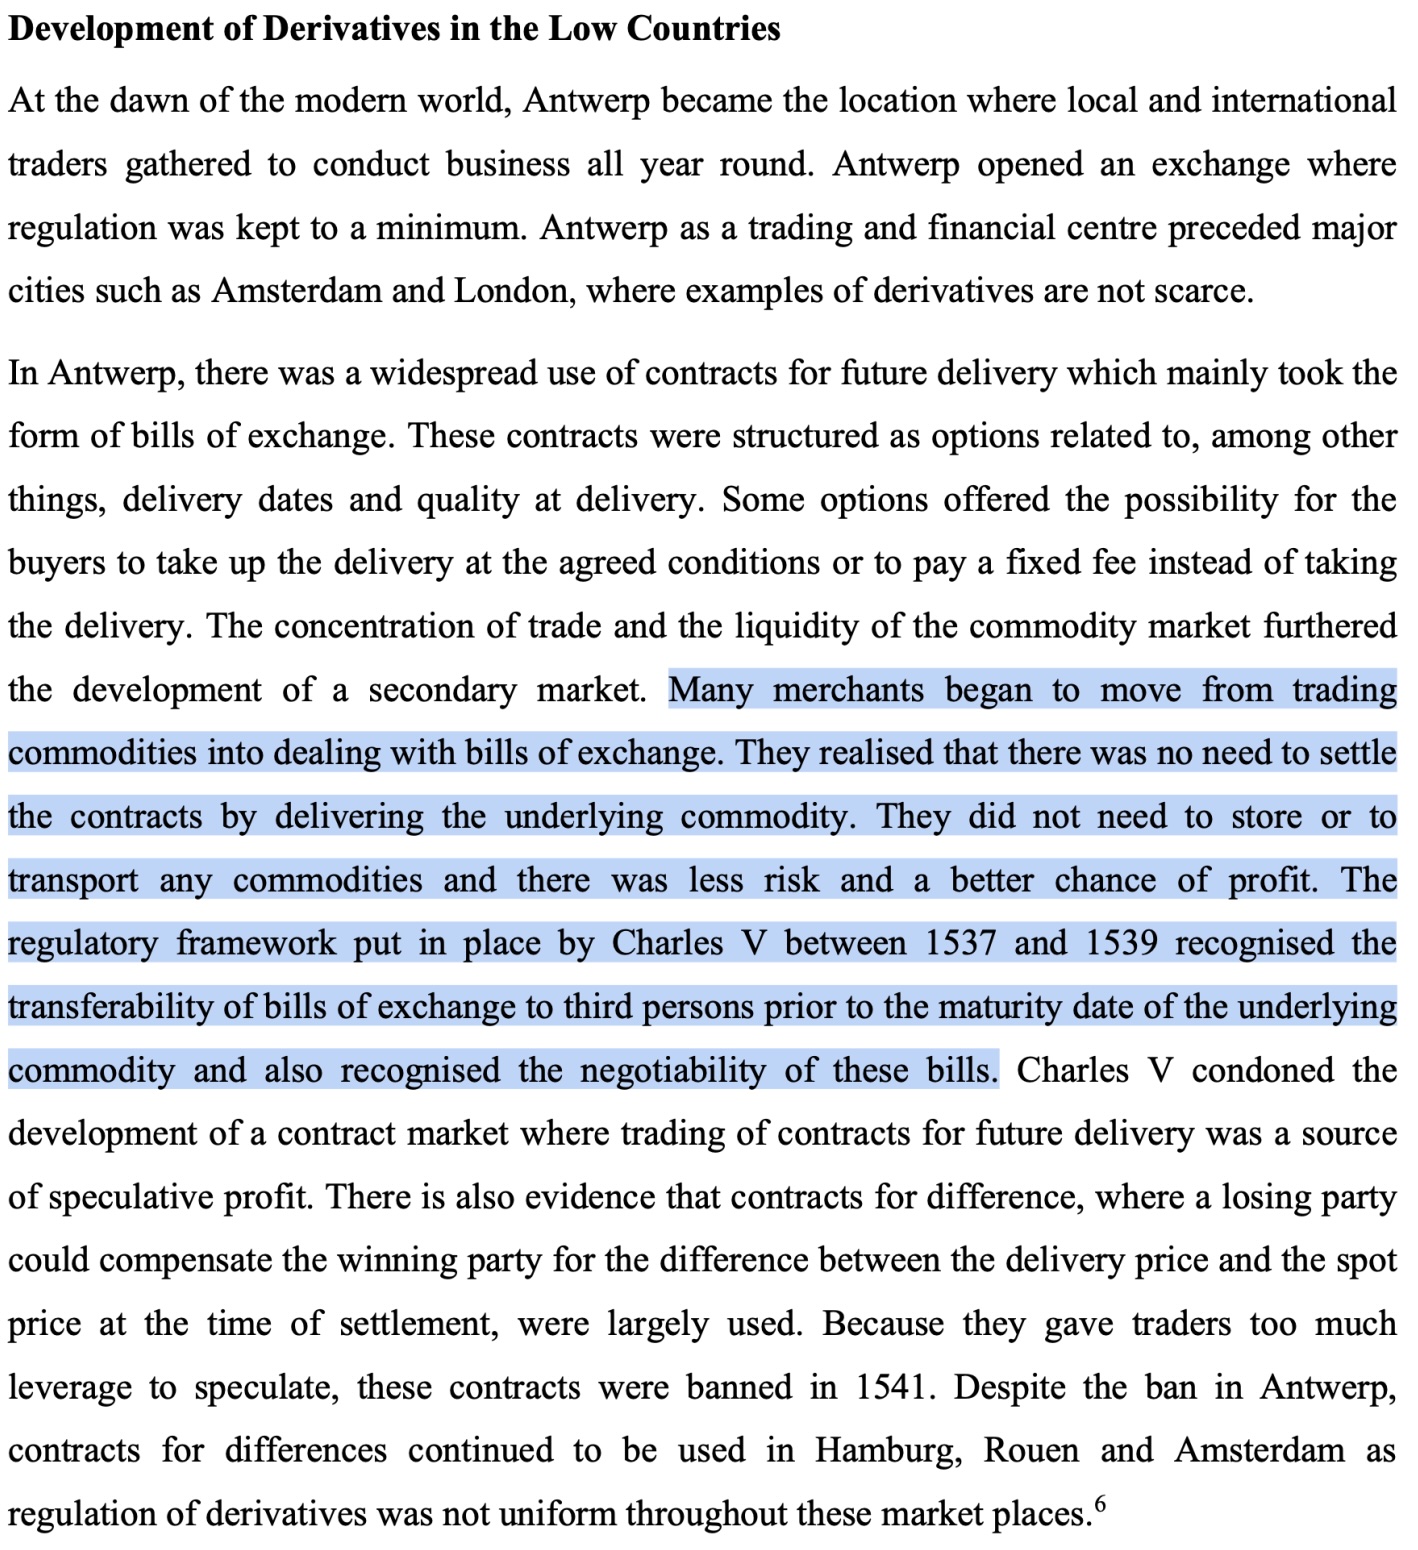 Development of Derivatives in the Low Countries
At the dawn of the modern world, Antwerp became the location where local and international
traders gathered to conduct business all year round. Antwerp opened an exchange where
regulation was kept to a minimum. Antwerp as a trading and financial centre preceded major
cities such as Amsterdam and London, where examples of derivatives are not scarce.
In Antwerp, there was a widespread use of contracts for future delivery which mainly took the
form of bills of exchange. These contracts were structured as options related to, among other
things, delivery dates and quality at delivery. Some options offered the possibility for the
buyers to take up the delivery at the agreed conditions or to pay a fixed fee instead of taking
the delivery. The concentration of trade and the liquidity of the commodity market furthered
the development of a secondary market. Many merchants began to move from trading
commodities into dealing with bills of exchange. They realised that there was no need to settle
the contracts by delivering the underlying commodity. They did not need to store or to
transport any commodities and there was less risk and a better chance of profit. The
regulatory framework put in place by Charles V between 1537 and 1539 recognised the
transferability of bills of exchange to third persons prior to the maturity date of the underlying
commodity and also recognised the negotiability of these bills. Charles V condoned the
development of a contract market where trading of contracts for future delivery was a source
of speculative profit. There is also evidence that contracts for difference, where a losing party
could compensate the winning party for the difference between the delivery price and the spot
price at the time of settlement, were largely used. Because they gave traders too much
leverage to speculate, these contracts were banned in 1541. Despite the ban in Antwerp,
contracts for differences continued to be used in Hamburg, Rouen and Amsterdam as
regulation of derivatives was not uniform throughout these market places.⁶